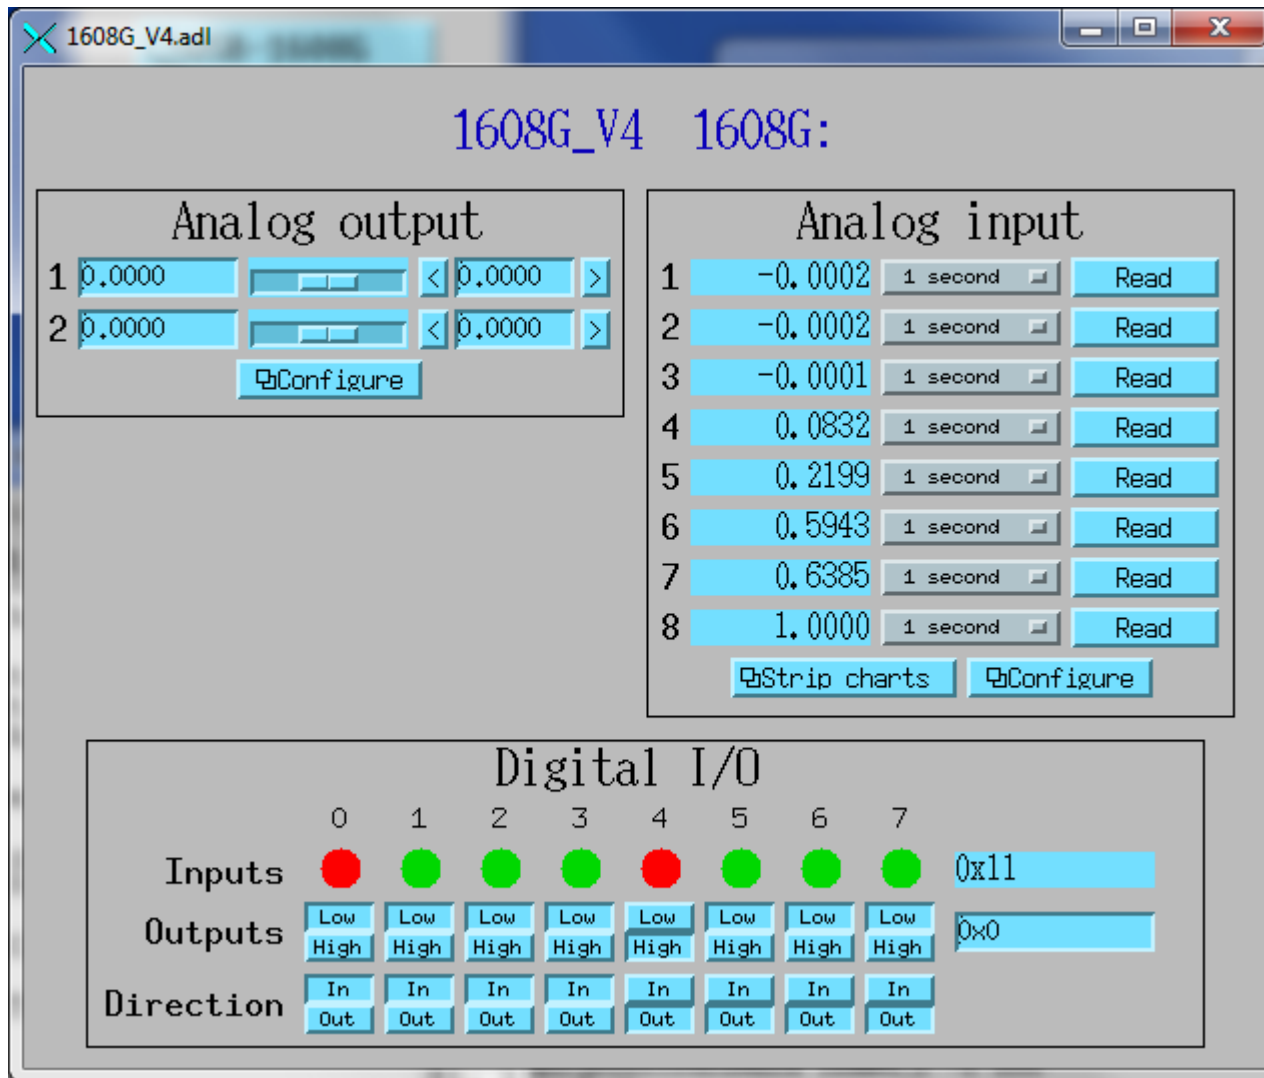 1608G_V4.adl
1608G_V4 1608G:
Analog output
1 0.0000 < 0.0000 >
2 0.0000 < 0.0000 >
Configure
Analog input
1 -0.0002 1 second Read
2 -0.0002 1 second Read
3 -0.0001 1 second Read
4 0.0832 1 second Read
5 0.2199 1 second Read
6 0.5943 1 second Read
7 0.6385 1 second Read
8 1.0000 1 second Read
Strip charts Configure
Digital I/O
0 1 2 3 4 5 6 7
Inputs 0x11
Low Low Low Low Low Low Low Low
Outputs 0x0
High High High High High High High High
In In In In In In In In
Direction
Out Out Out Out Out Out Out Out